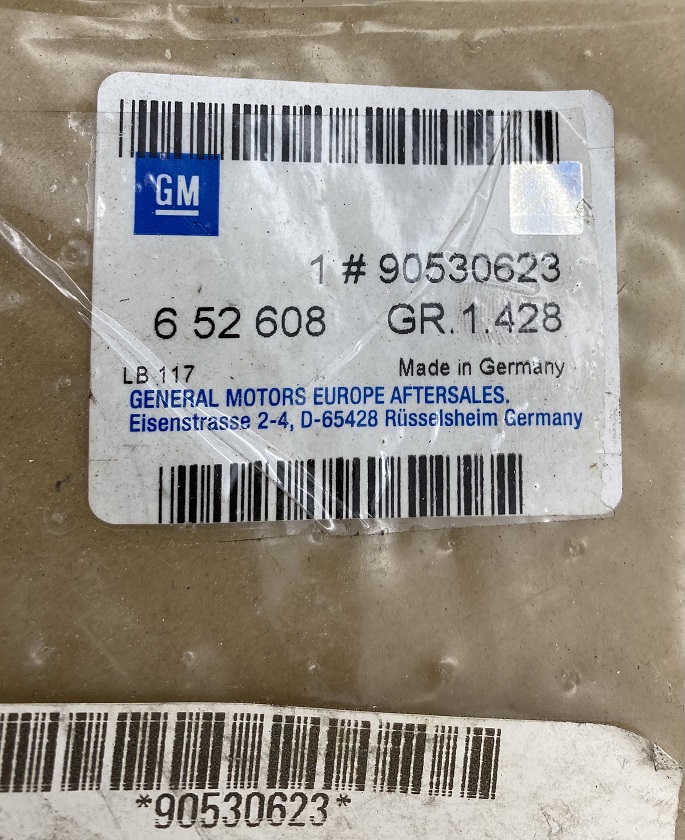 GM
1 # 90530623
6 52 608 GR.1.428
LB 117 Made in Germany
GENERAL MOTORS EUROPE AFTERSALES.
Eisenstrasse 2-4, D-65428 Rüsselsheim Germany
*90530623*